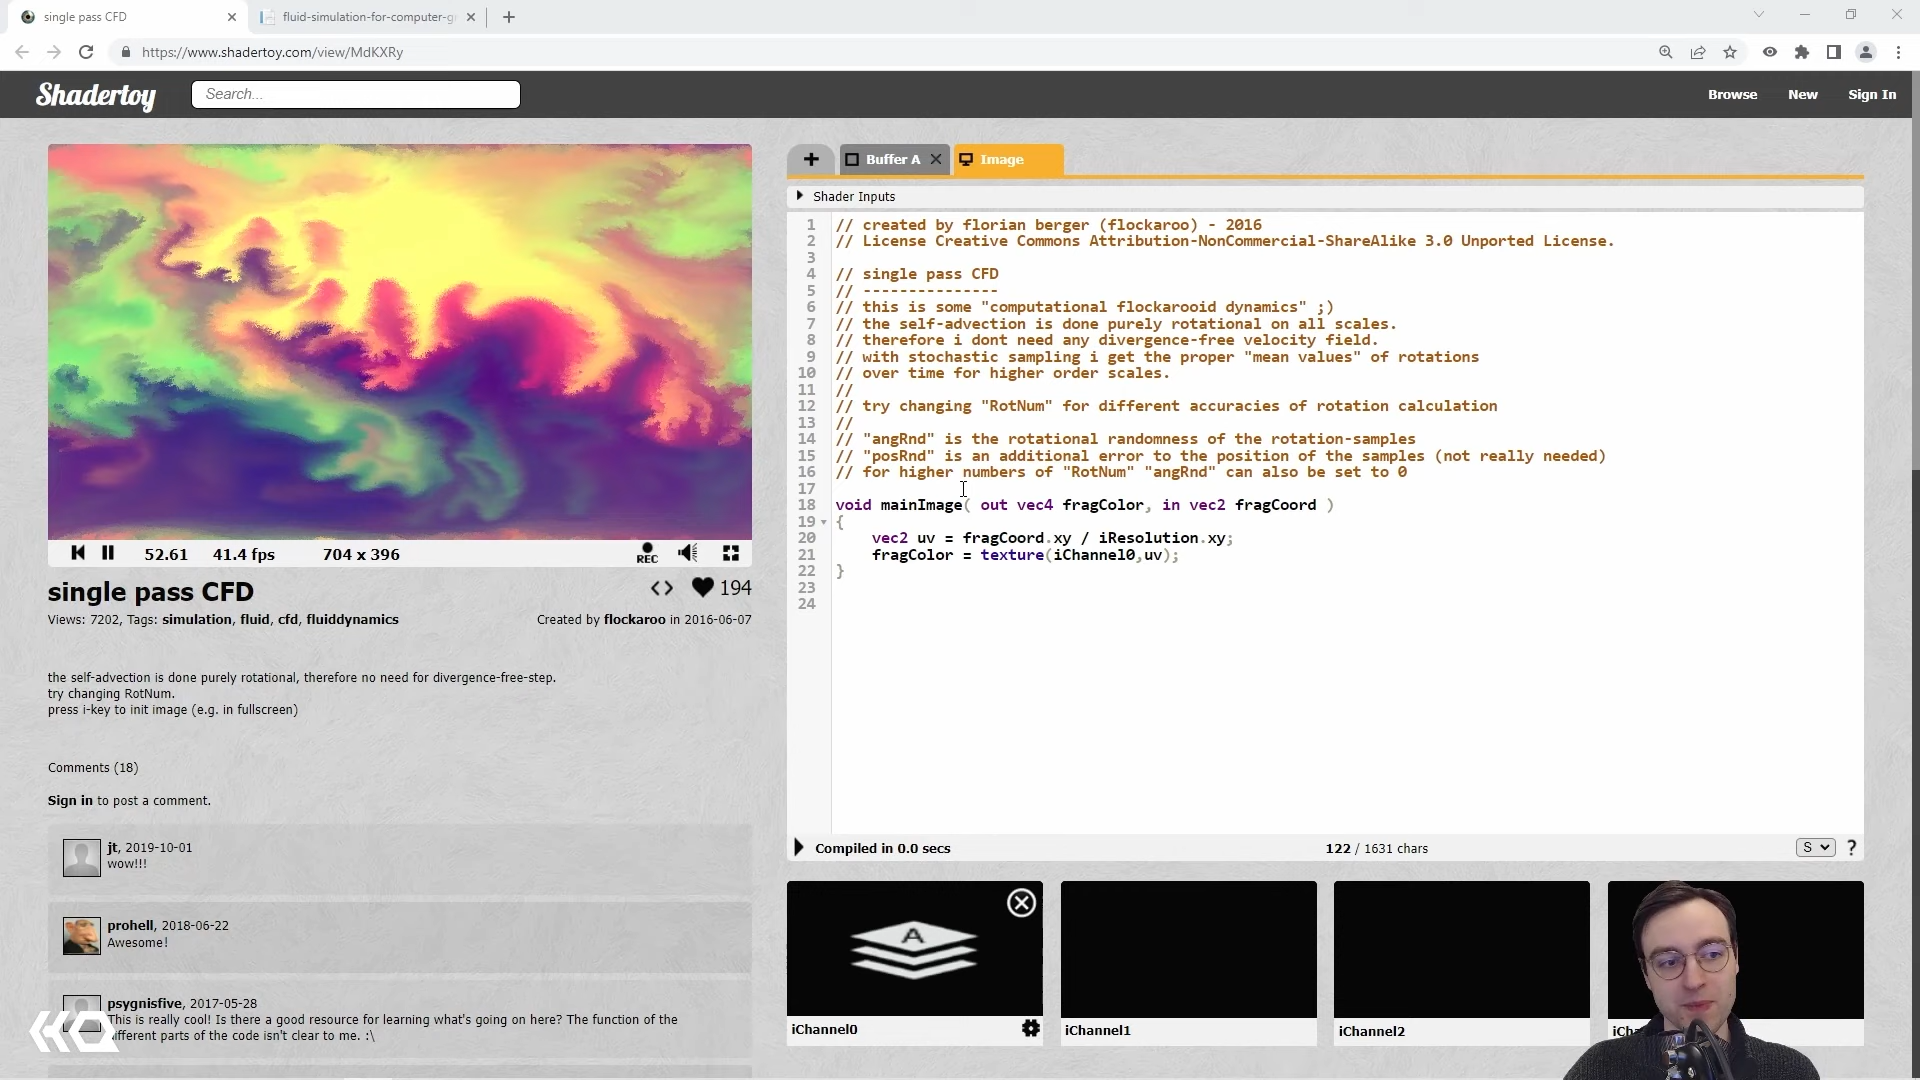 single pass CFD
fluid-simulation-for-computer-gr
https://www.shadertoy.com/view/MdKXRy
Shadertoy
Search...
Browse
New
Sign In
Buffer A
Image
Shader Inputs
1 // created by florian berger (flockaroo) - 2016
2 // License Creative Commons Attribution-NonCommercial-ShareAlike 3.0 Unported License.
3
4 // single pass CFD
5 // ---------------
6 // this is some "computational flockarooid dynamics" ;)
7 // the self-advection is done purely rotational on all scales.
8 // therefore i dont need any divergence-free velocity field.
9 // with stochastic sampling i get the proper "mean values" of rotations
10 // over time for higher order scales.
11 //
12 // try changing "RotNum" for different accuracies of rotation calculation
13 //
14 // "angRnd" is the rotational randomness of the rotation-samples
15 // "posRnd" is an additional error to the position of the samples (not really needed)
16 // for higher numbers of "RotNum" "angRnd" can also be set to 0
17
18 void mainImage( out vec4 fragColor, in vec2 fragCoord )
19 {
20 vec2 uv = fragCoord.xy / iResolution.xy;
21 fragColor = texture(iChannel0,uv);
22 }
23
24
52.61 41.4 fps 704 x 396 REC
single pass CFD
194
Views: 7202, Tags: simulation, fluid, cfd, fluiddynamics
Created by flockaroo in 2016-06-07
the self-advection is done purely rotational, therefore no need for divergence-free-step.
try changing RotNum.
press i-key to init image (e.g. in fullscreen)
Comments (18)
Sign in to post a comment.
jt, 2019-10-01
wow!!!
prohell, 2018-06-22
Awesome!
psygnisfive, 2017-05-28
This is really cool! Is there a good resource for learning what's going on here? The function of the
different parts of the code isn't clear to me. :\
Compiled in 0.0 secs
122 / 1631 chars
S
?
A
iChannel0
iChannel1
iChannel2